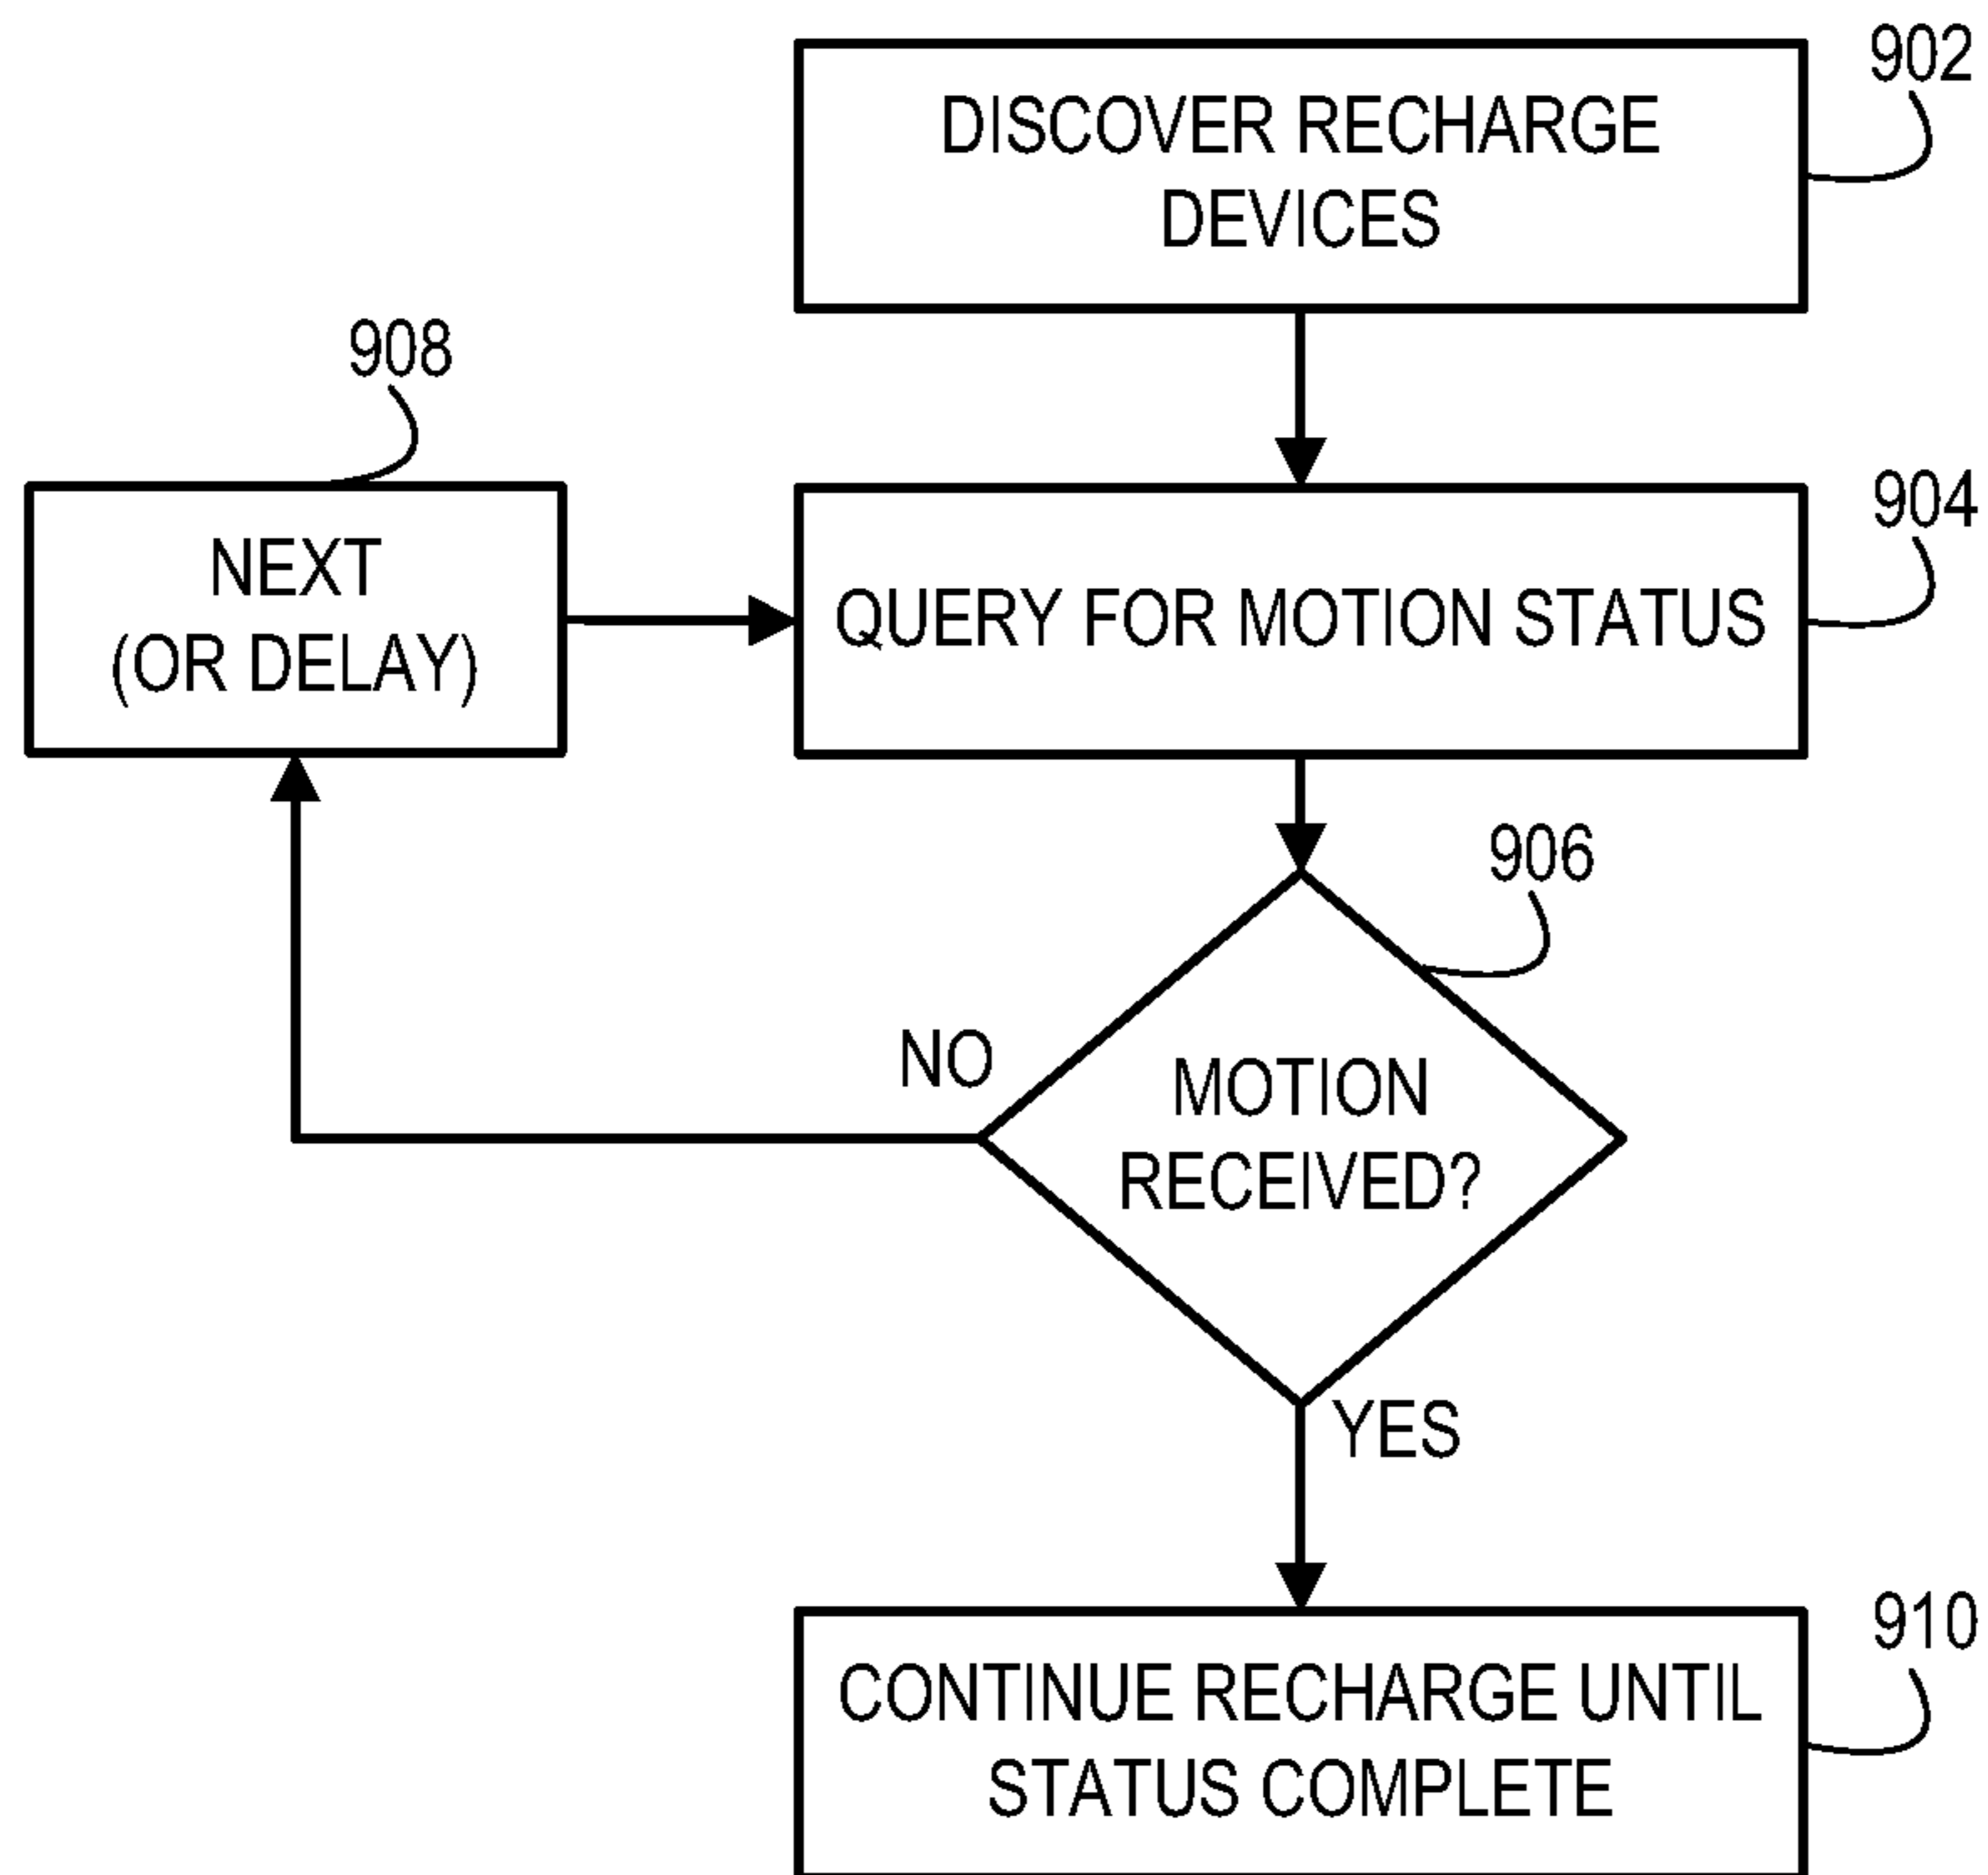 902
DISCOVER RECHARGE
DEVICES
908
904
NEXT
(OR DELAY)
QUERY FOR MOTION STATUS
906
NO
MOTION
RECEIVED?
YES
910
CONTINUE RECHARGE UNTIL
STATUS COMPLETE